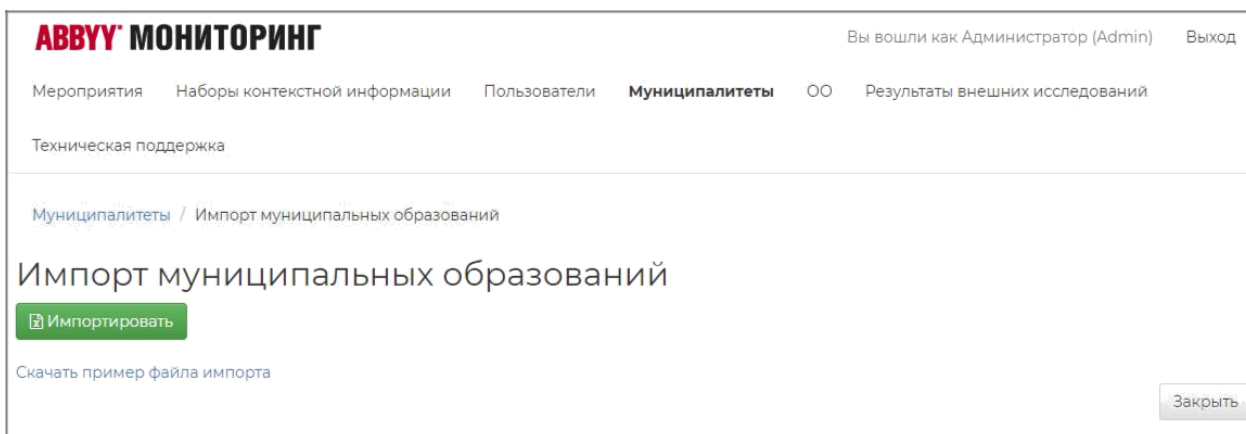 ABBYY® МОНИТОРИНГ Вы вошли как Администратор (Admin) Выход
Мероприятия Наборы контекстной информации Пользователи Муниципалитеты ОО Результаты внешних исследований
Техническая поддержка
Муниципалитеты / Импорт муниципальных образований
Импорт муниципальных образований
Импортировать
Скачать пример файла импорта
Закрыть